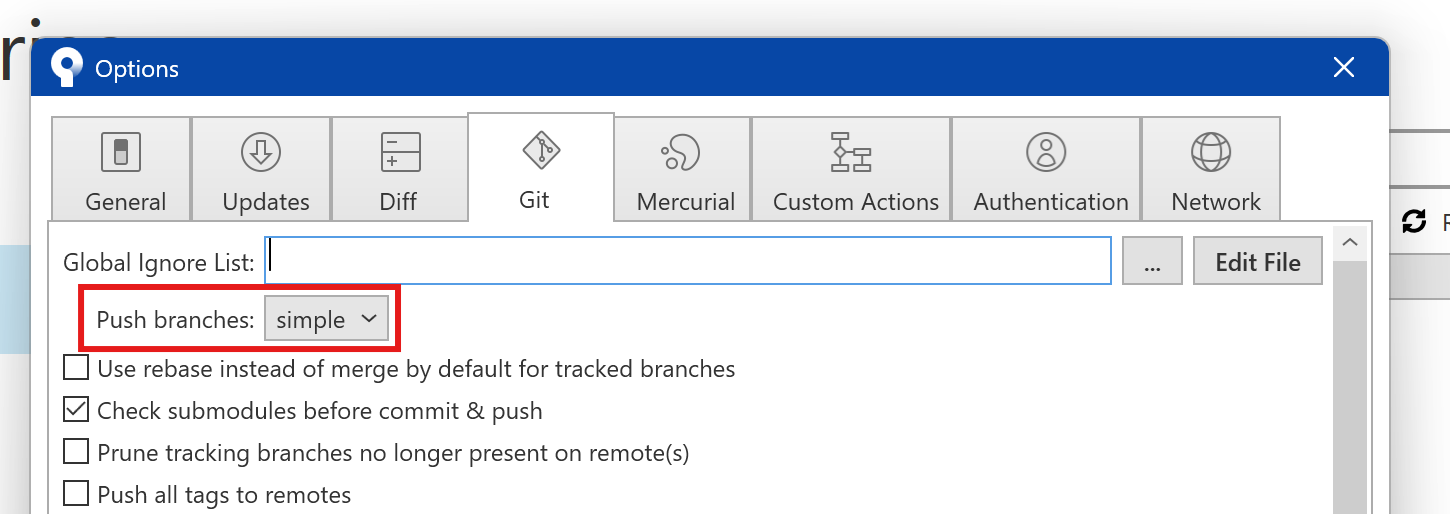 Options
General Updates Diff Git Mercurial Custom Actions Authentication Network
Global Ignore List: ... Edit File
Push branches: simple
Use rebase instead of merge by default for tracked branches
Check submodules before commit & push
Prune tracking branches no longer present on remote(s)
Push all tags to remotes